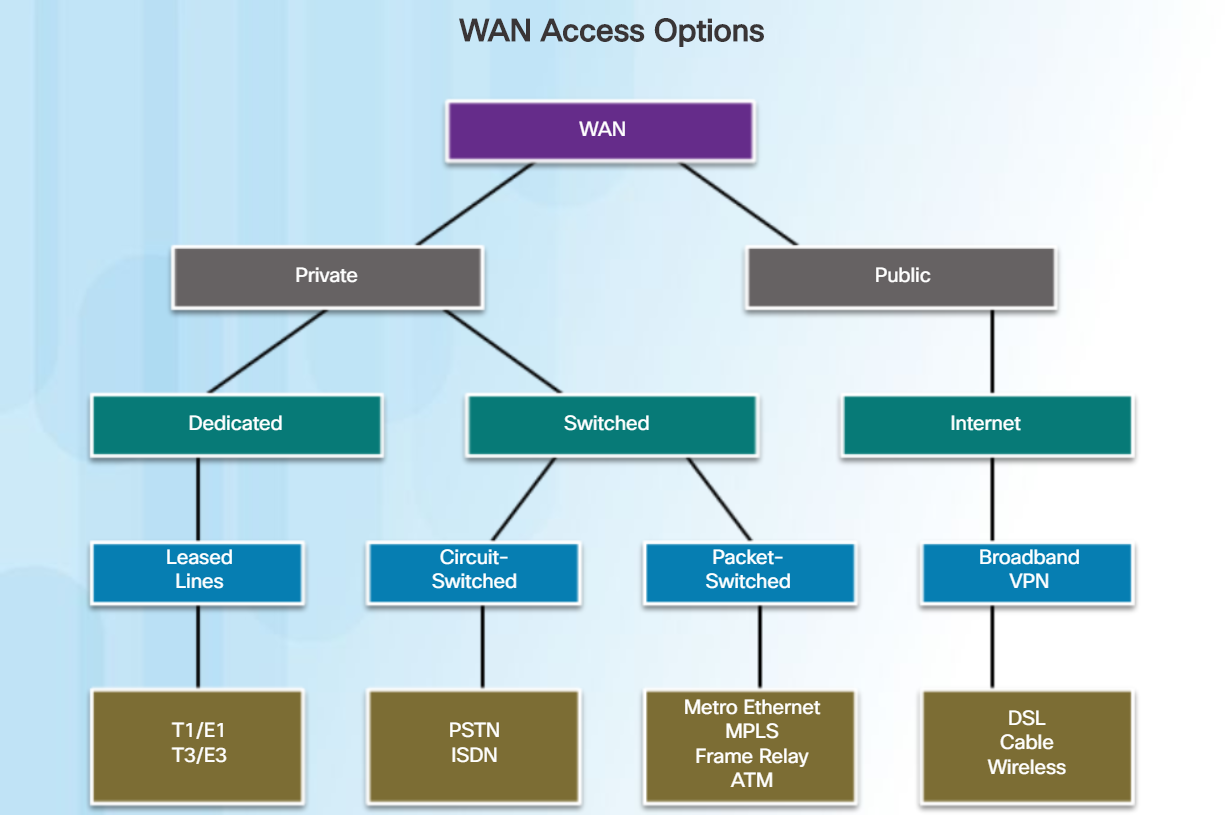 WAN Access Options
WAN
Private
Public
Dedicated
Switched
Internet
Leased
Lines
Circuit-
Switched
Packet-
Switched
Broadband
VPN
T1/E1
T3/E3
PSTN
ISDN
Metro Ethernet
MPLS
Frame Relay
ATM
DSL
Cable
Wireless